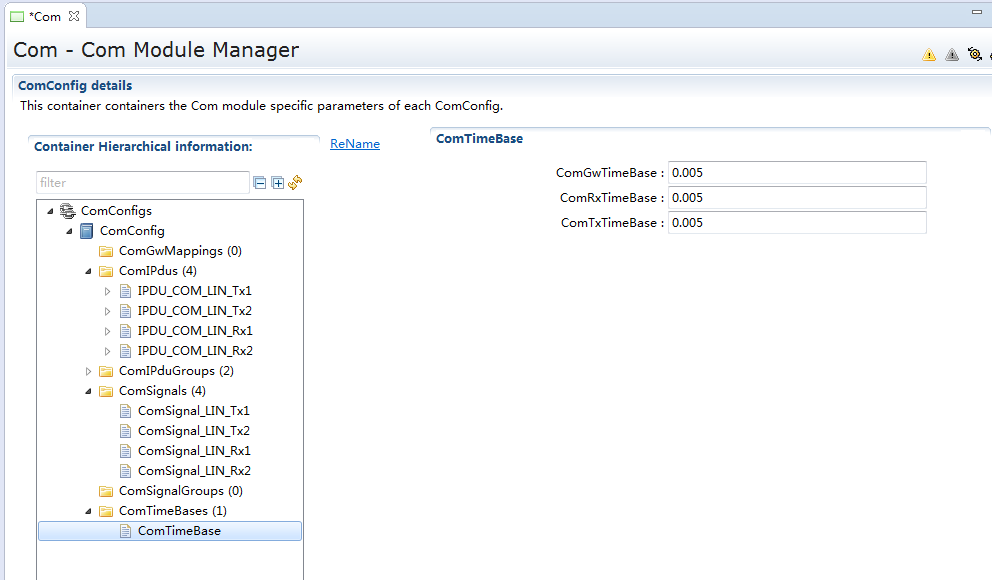 *Com
Com - Com Module Manager
ComConfig details
This container containers the Com module specific parameters of each ComConfig.
Container Hierarchical information:
ReName
filter
ComConfigs
ComConfig
ComGwMappings (0)
ComIPdus (4)
IPDU_COM_LIN_Tx1
IPDU_COM_LIN_Tx2
IPDU_COM_LIN_Rx1
IPDU_COM_LIN_Rx2
ComIPduGroups (2)
ComSignals (4)
ComSignal_LIN_Tx1
ComSignal_LIN_Tx2
ComSignal_LIN_Rx1
ComSignal_LIN_Rx2
ComSignalGroups (0)
ComTimeBases (1)
ComTimeBase
ComTimeBase
ComGwTimeBase : 0.005
ComRxTimeBase : 0.005
ComTxTimeBase : 0.005